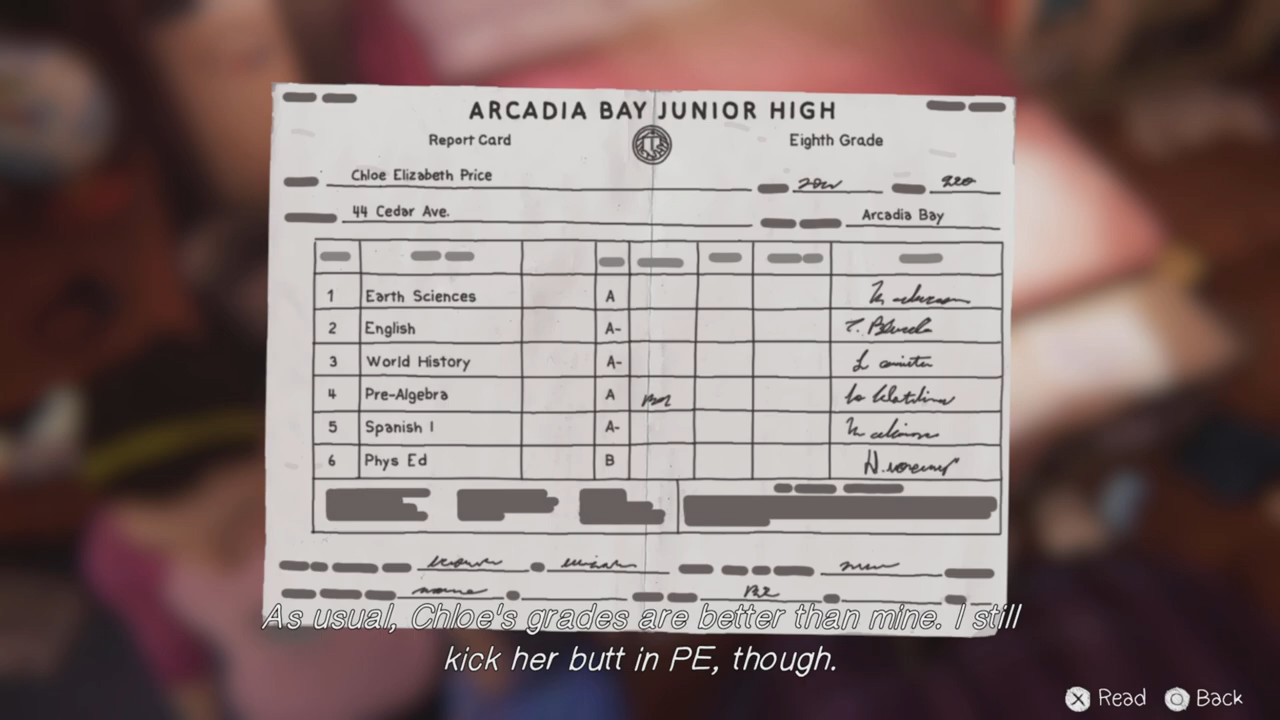 ARCADIA BAY JUNIOR HIGH
Report Card Eighth Grade
Chloe Elizabeth Price
44 Cedar Ave. Arcadia Bay
1 Earth Sciences A
2 English A-
3 World History A-
4 Pre-Algebra A
5 Spanish I A-
6 Phys Ed B
As usual, Chloe's grades are better than mine. I still
kick her butt in PE, though.
Read Back